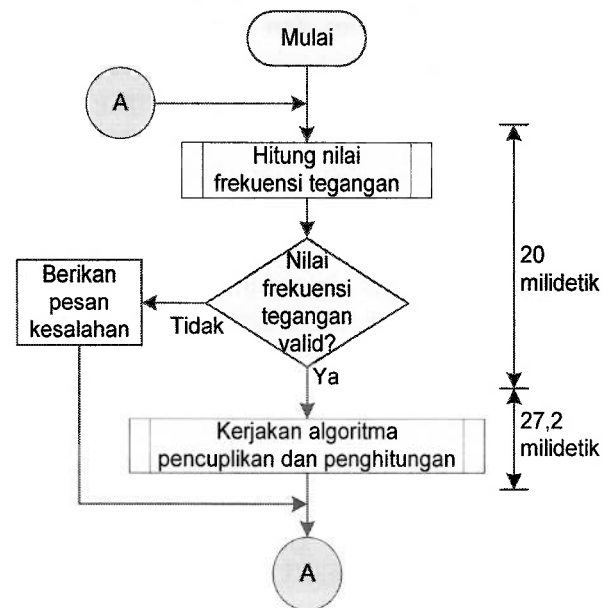 Mulai
A
Hitung nilai
frekuensi tegangan
Nilai
frekuensi
tegangan
valid?
Tidak
Berikan
pesan
kesalahan
Ya
Kerjakan algoritma
pencuplikan dan penghitungan
A
20
milidetik
27,2
milidetik